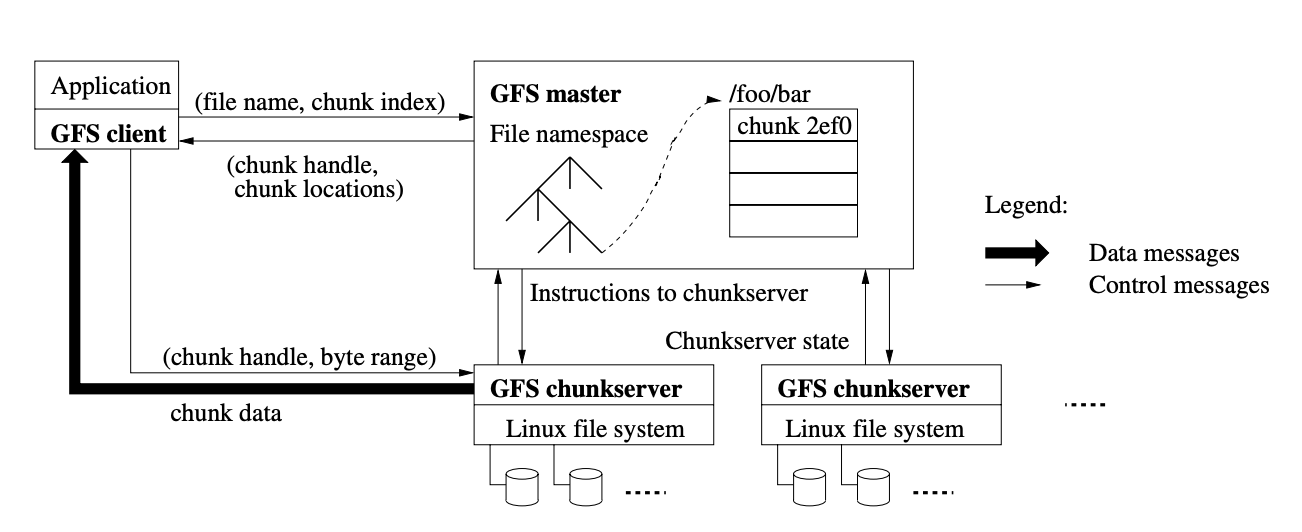 Application
GFS client
(file name, chunk index)
(chunk handle,
chunk locations)
GFS master
File namespace
/foo/bar
chunk 2ef0
Legend:
Data messages
Control messages
Instructions to chunkserver
Chunkserver state
(chunk handle, byte range)
chunk data
GFS chunkserver
Linux file system
GFS chunkserver
Linux file system